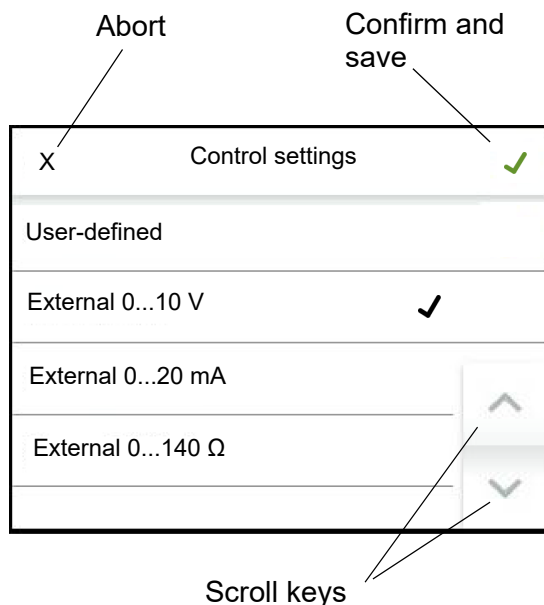 Abort
Confirm and
save
X
Control settings
User-defined
External 0...10 V
External 0...20 mA
External 0...140 Ω
Scroll keys